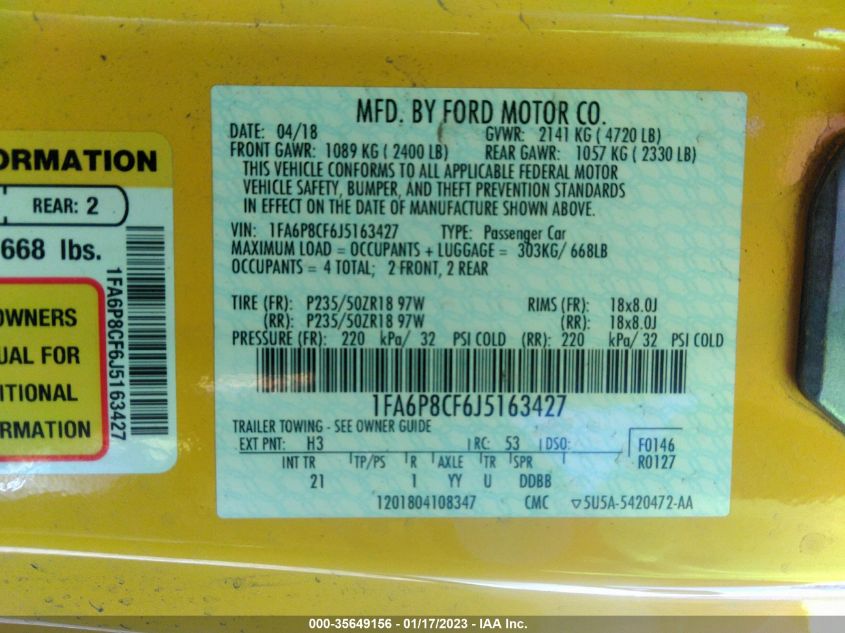 ORMATION
REAR: 2
668 lbs.
OWNERS
UAL FOR
ITIONAL
RMATION
1FA6P8CF6J5163427
MFD. BY FORD MOTOR CO.
DATE: 04/18 GVWR: 2141 KG ( 4720 LB)
FRONT GAWR: 1089 KG ( 2400 LB) REAR GAWR: 1057 KG ( 2330 LB)
THIS VEHICLE CONFORMS TO ALL APPLICABLE FEDERAL MOTOR
VEHICLE SAFETY, BUMPER, AND THEFT PREVENTION STANDARDS
IN EFFECT ON THE DATE OF MANUFACTURE SHOWN ABOVE.
VIN: 1FA6P8CF6J5163427 TYPE: Passenger Car
MAXIMUM LOAD = OCCUPANTS + LUGGAGE = 303KG/ 668LB
OCCUPANTS = 4 TOTAL; 2 FRONT, 2 REAR
TIRE (FR): P235/50ZR18 97W RIMS (FR): 18x8.0J
(RR): P235/50ZR18 97W (RR): 18x8.0J
PRESSURE (FR): 220 kPa/ 32 PSI COLD (RR): 220 kPa/ 32 PSI COLD
1FA6P8CF6J5163427
TRAILER TOWING - SEE OWNER GUIDE
EXT PNT: H3 RC: 53 DSO: F0146
R0127
INT TR TP/PS R AXLE TR SPR
21 1 YY U DDBB
1201804108347 CMC ▽5U5A-5420472-AA
000-35649156 - 01/17/2023 - IAA Inc.